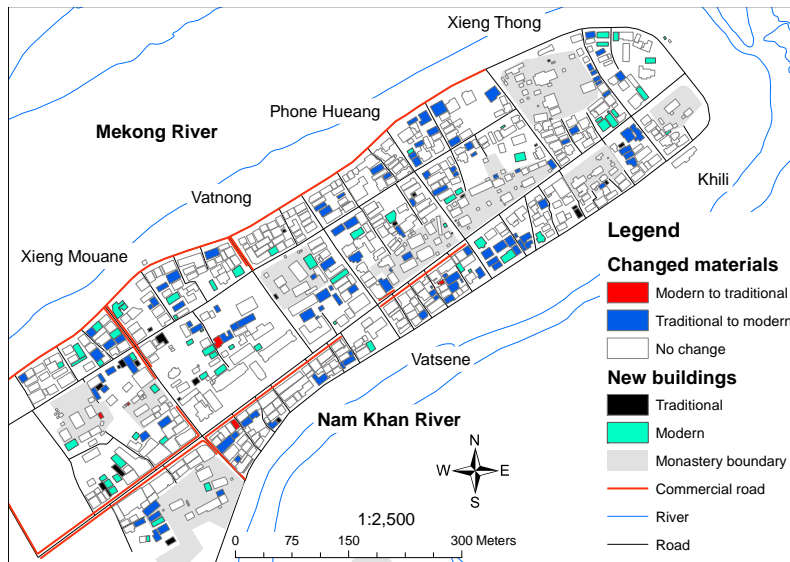 Xieng Thong
Phone Hueang
Mekong River
Vatnong
Khili
Xieng Mouane
Vatsene
Nam Khan River
N
W E
S
1:2,500
0 75 150 300 Meters
Legend
Changed materials
Modern to traditional
Traditional to modern
No change
New buildings
Traditional
Modern
Monastery boundary
Commercial road
River
Road